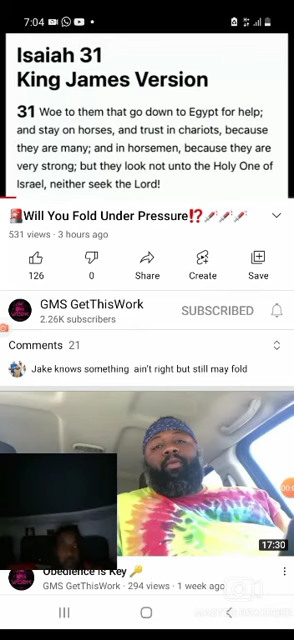 7:04
Isaiah 31
King James Version
31 Woe to them that go down to Egypt for help;
and stay on horses, and trust in chariots, because
they are many; and in horsemen, because they are
very strong; but they look not unto the Holy One of
Israel, neither seek the Lord!
🚨Will You Fold Under Pressure⁉️💉💉💉
531 views · 3 hours ago
126
0
Share
Create
Save
GMS GetThisWork
2.26K subscribers
SUBSCRIBED
Comments 21
Jake knows something ain't right but still may fold
17:30
Obedience is Key 🔑
GMS GetThisWork · 294 views · 1 week ago